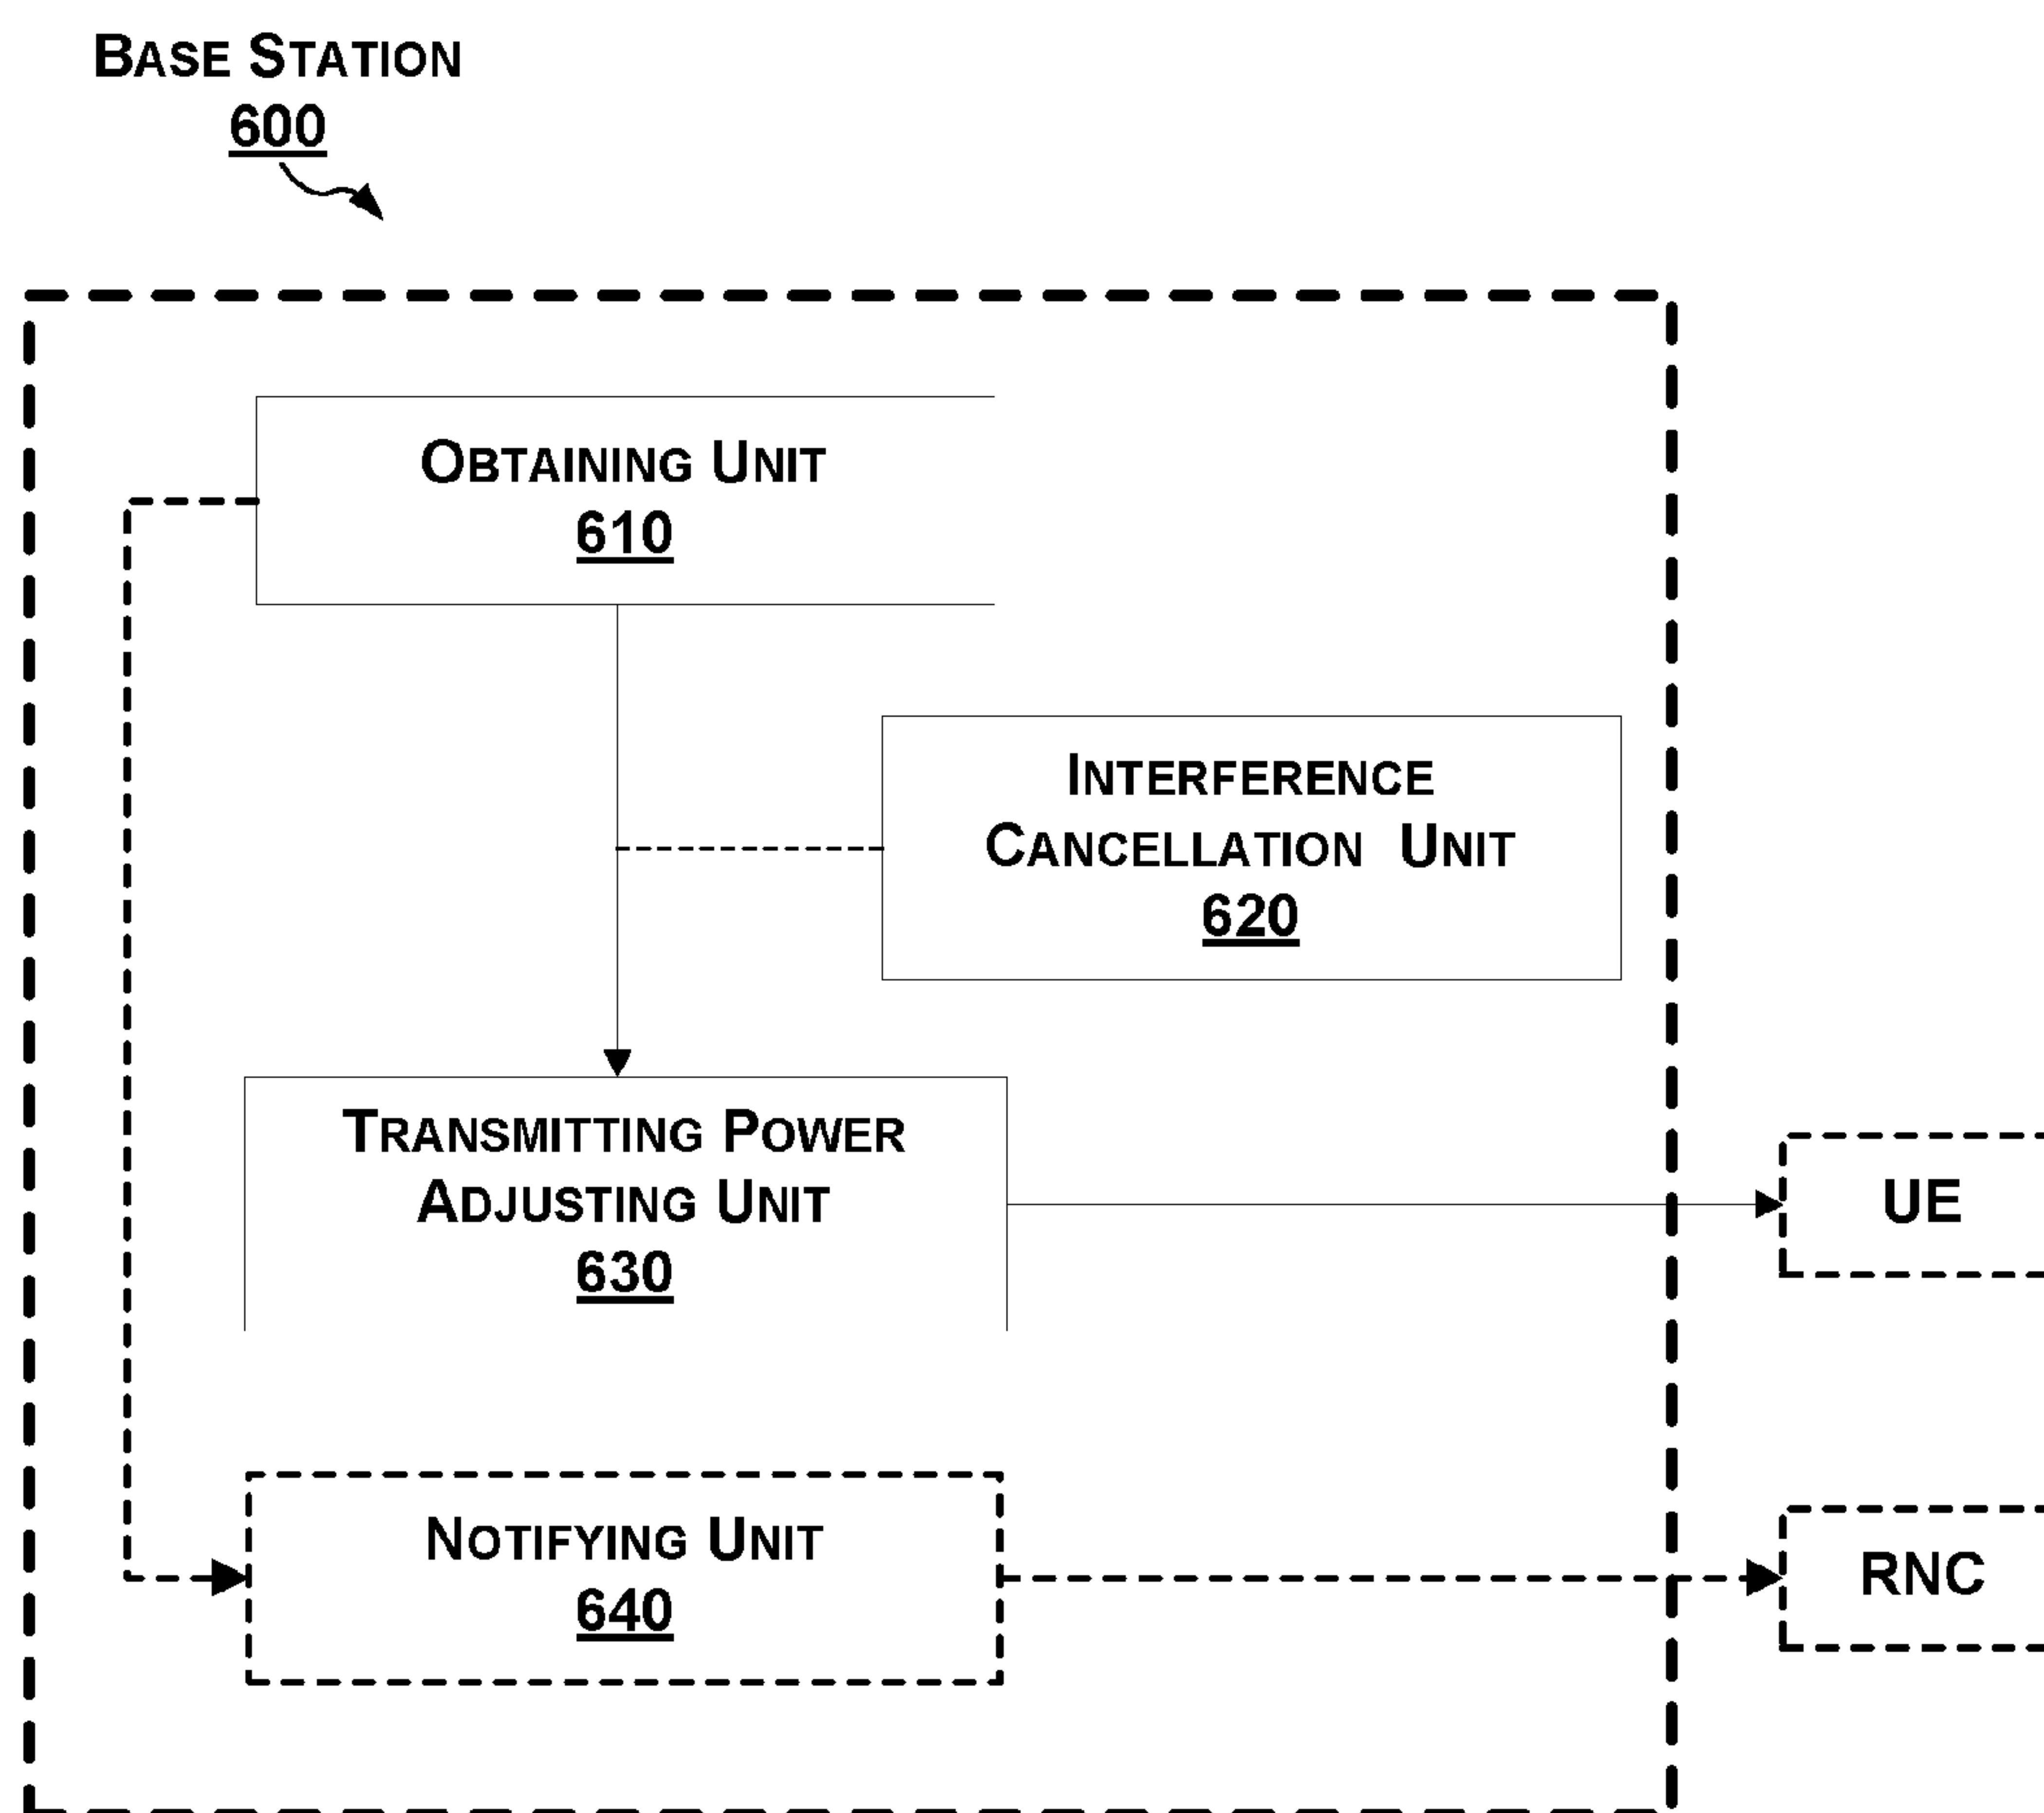 BASE STATION
600
OBTAINING UNIT
610
INTERFERENCE
CANCELLATION UNIT
620
TRANSMITTING POWER
ADJUSTING UNIT
630
UE
NOTIFYING UNIT
640
RNC